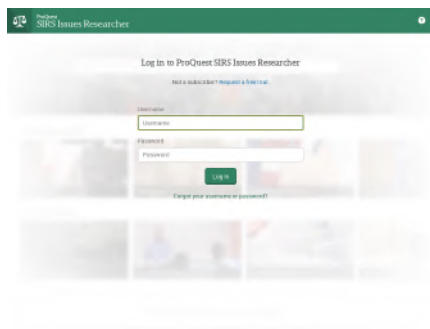 ProQuest
SIRS Issues Researcher
Log in to ProQuest SIRS Issues Researcher
Not a subscriber? Request a free trial.
Username
Username
Password
Password
Log in
Forgot your username or password?